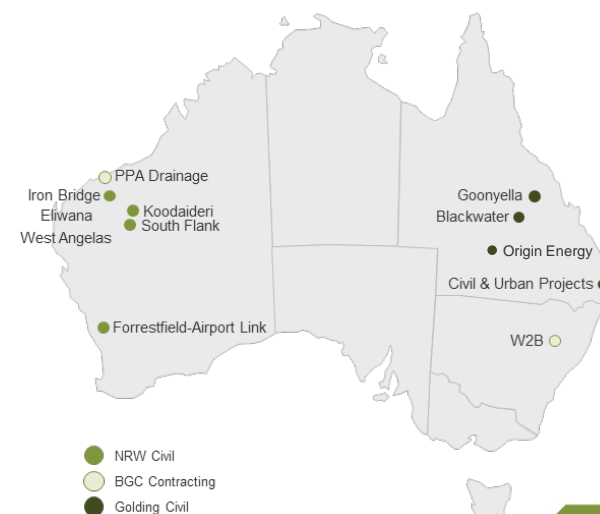 PPA Drainage
Iron Bridge
Goonyella
Eliwana
Koodaideri
Blackwater
South Flank
West Angelas
Origin Energy
Civil & Urban Projects
Forrestfield-Airport Link
W2B
NRW Civil
BGC Contracting
Golding Civil